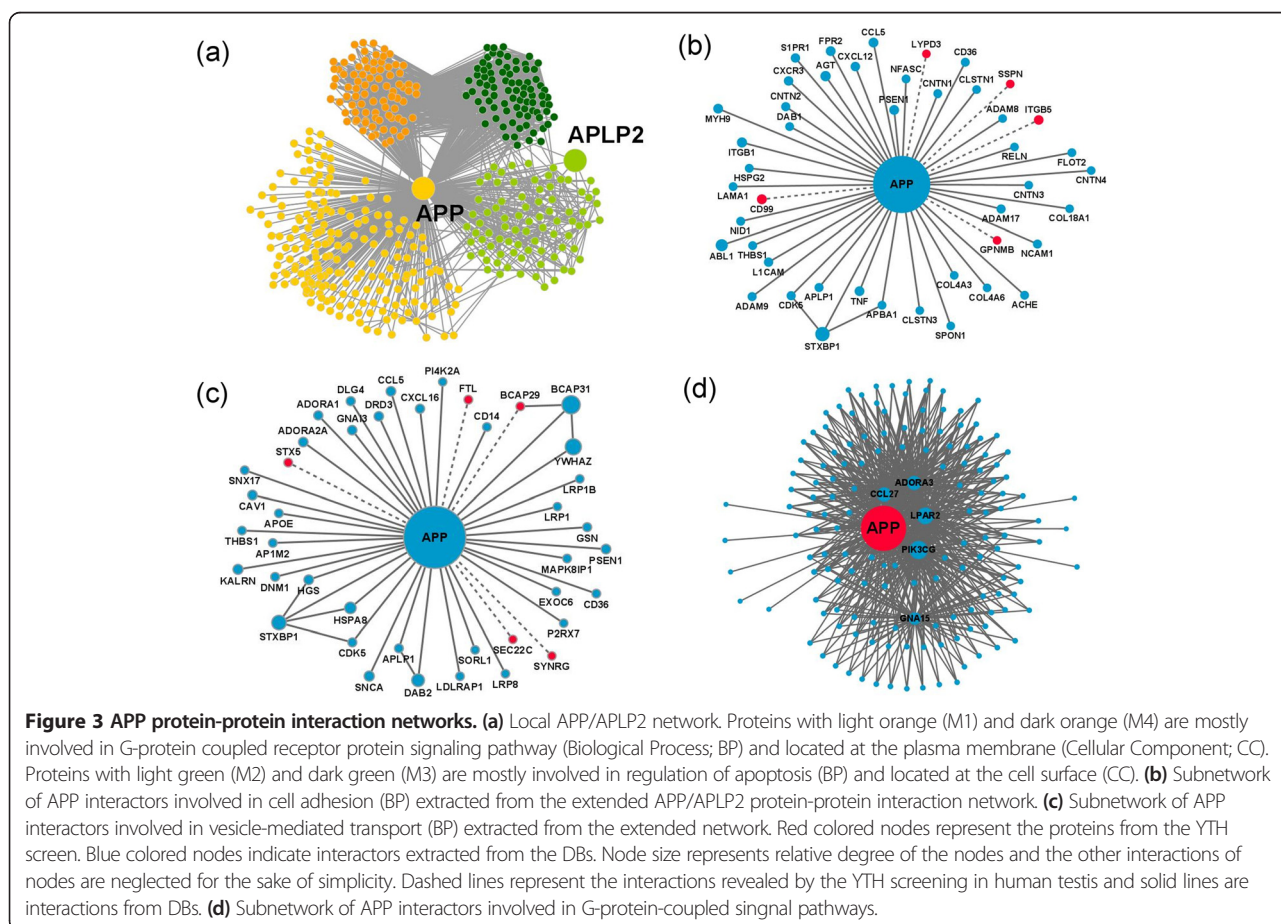 (a)
APLP2
APP
(b)
CCL5
FPR2
LYPD3
S1PR1
CXCL12
CD36
CXCR3
AGT
NFASC
CLSTN1
SSPN
CNTN2
PSEN1
CNTN1
ADAM8
ITGB5
MYH9
DAB1
ITGB1
RELN
FLOT2
HSPG2
APP
CNTN4
LAMA1
CNTN3
CD99
ADAM17
COL18A1
NID1
GPNMB
NCAM1
ABL1
THBS1
L1CAM
COL4A3
ADAM9
CDK5
APLP1
TNF
COL4A6
ACHE
APBA1
CLSTN3
SPON1
STXBP1
(c)
PI4K2A
CCL5
FTL
BCAP29
DLG4
BCAP31
ADORA1
DRD3
CXCL16
GNAI3
CD14
ADORA2A
STX5
YWHAZ
SNX17
LRP1B
CAV1
APOE
APP
LRP1
THBS1
GSN
AP1M2
PSEN1
KALRN
DNM1
MAPK8IP1
HGS
EXOC6
CD36
HSPA8
STXBP1
P2RX7
CDK5
APLP1
SORL1
SEC22C
SYNRG
SNCA
DAB2
LDLRAP1
LRP8
(d)
ADORA3
CCL27
LPAR2
APP
PIK3CG
GNA15
Figure 3 APP protein-protein interaction networks. (a) Local APP/APLP2 network. Proteins with light orange (M1) and dark orange (M4) are mostly
involved in G-protein coupled receptor protein signaling pathway (Biological Process; BP) and located at the plasma membrane (Cellular Component; CC).
Proteins with light green (M2) and dark green (M3) are mostly involved in regulation of apoptosis (BP) and located at the cell surface (CC). (b) Subnetwork
of APP interactors involved in cell adhesion (BP) extracted from the extended APP/APLP2 protein-protein interaction network. (c) Subnetwork of APP
interactors involved in vesicle-mediated transport (BP) extracted from the extended network. Red colored nodes represent the proteins from the YTH
screen. Blue colored nodes indicate interactors extracted from the DBs. Node size represents relative degree of the nodes and the other interactions of
nodes are neglected for the sake of simplicity. Dashed lines represent the interactions revealed by the YTH screening in human testis and solid lines are
interactions from DBs. (d) Subnetwork of APP interactors involved in G-protein-coupled singnal pathways.